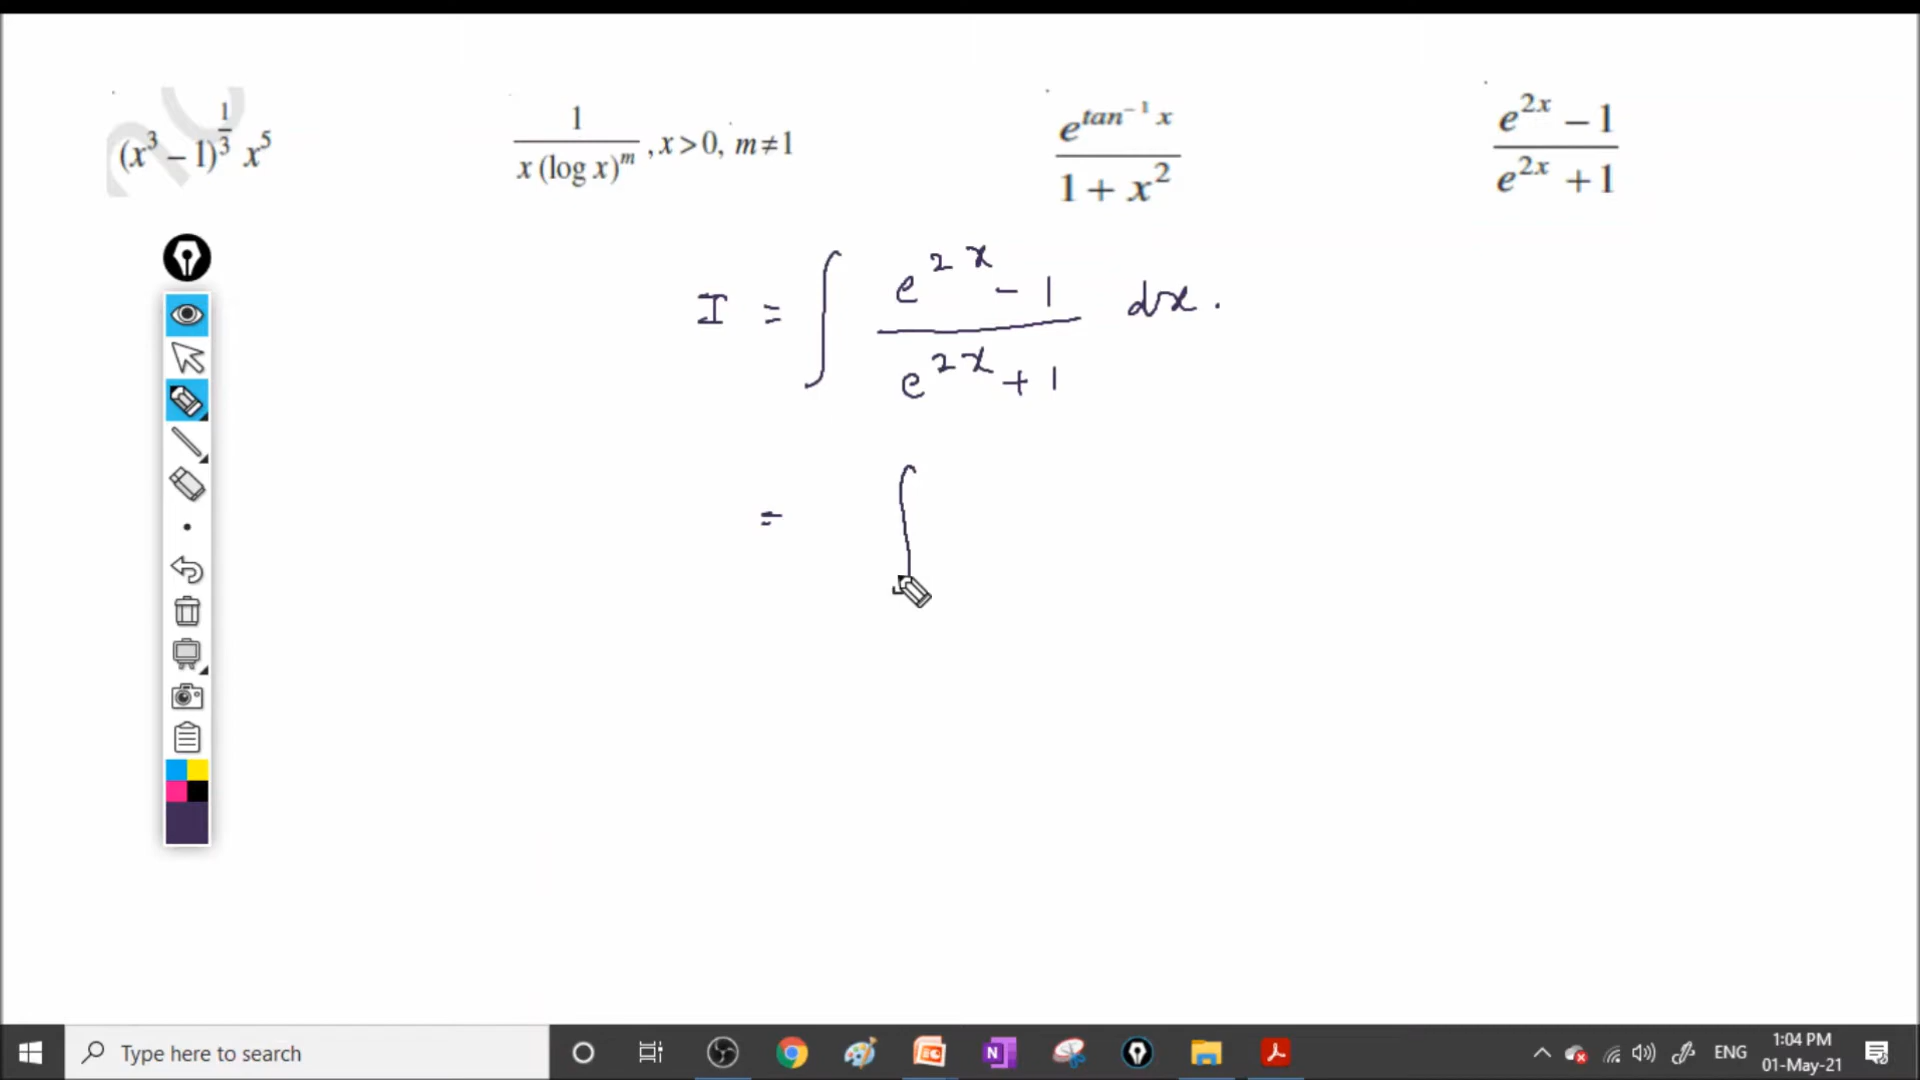 (x³ – 1)^{1/3} x⁵
1/(x (log x)^m), x > 0, m ≠ 1
e^{tan⁻¹ x}/(1 + x²)
(e^{2x} – 1)/(e^{2x} + 1)
I = ∫ (e^{2x} - 1)/(e^{2x} + 1) dx.
= ∫
Type here to search
ENG
1:04 PM
01-May-21